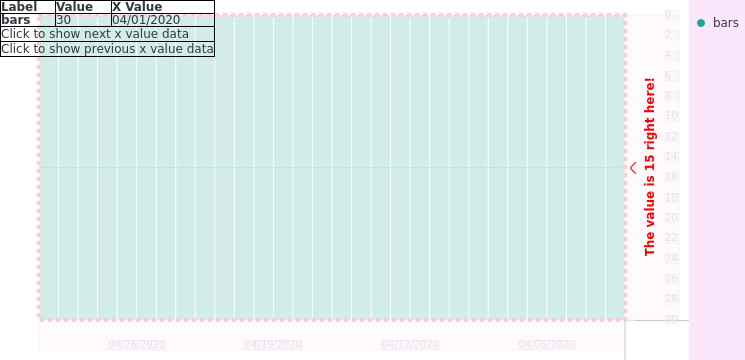 Label Value X Value
bars 30 04/01/2020
Click to show next x value data
Click to show previous x value data
bars
0
2
4
6
8
10
12
14
16
18
20
22
24
26
28
30
The value is 15 right here!
04/26/2020 04/19/2020 04/12/2020 04/05/2020